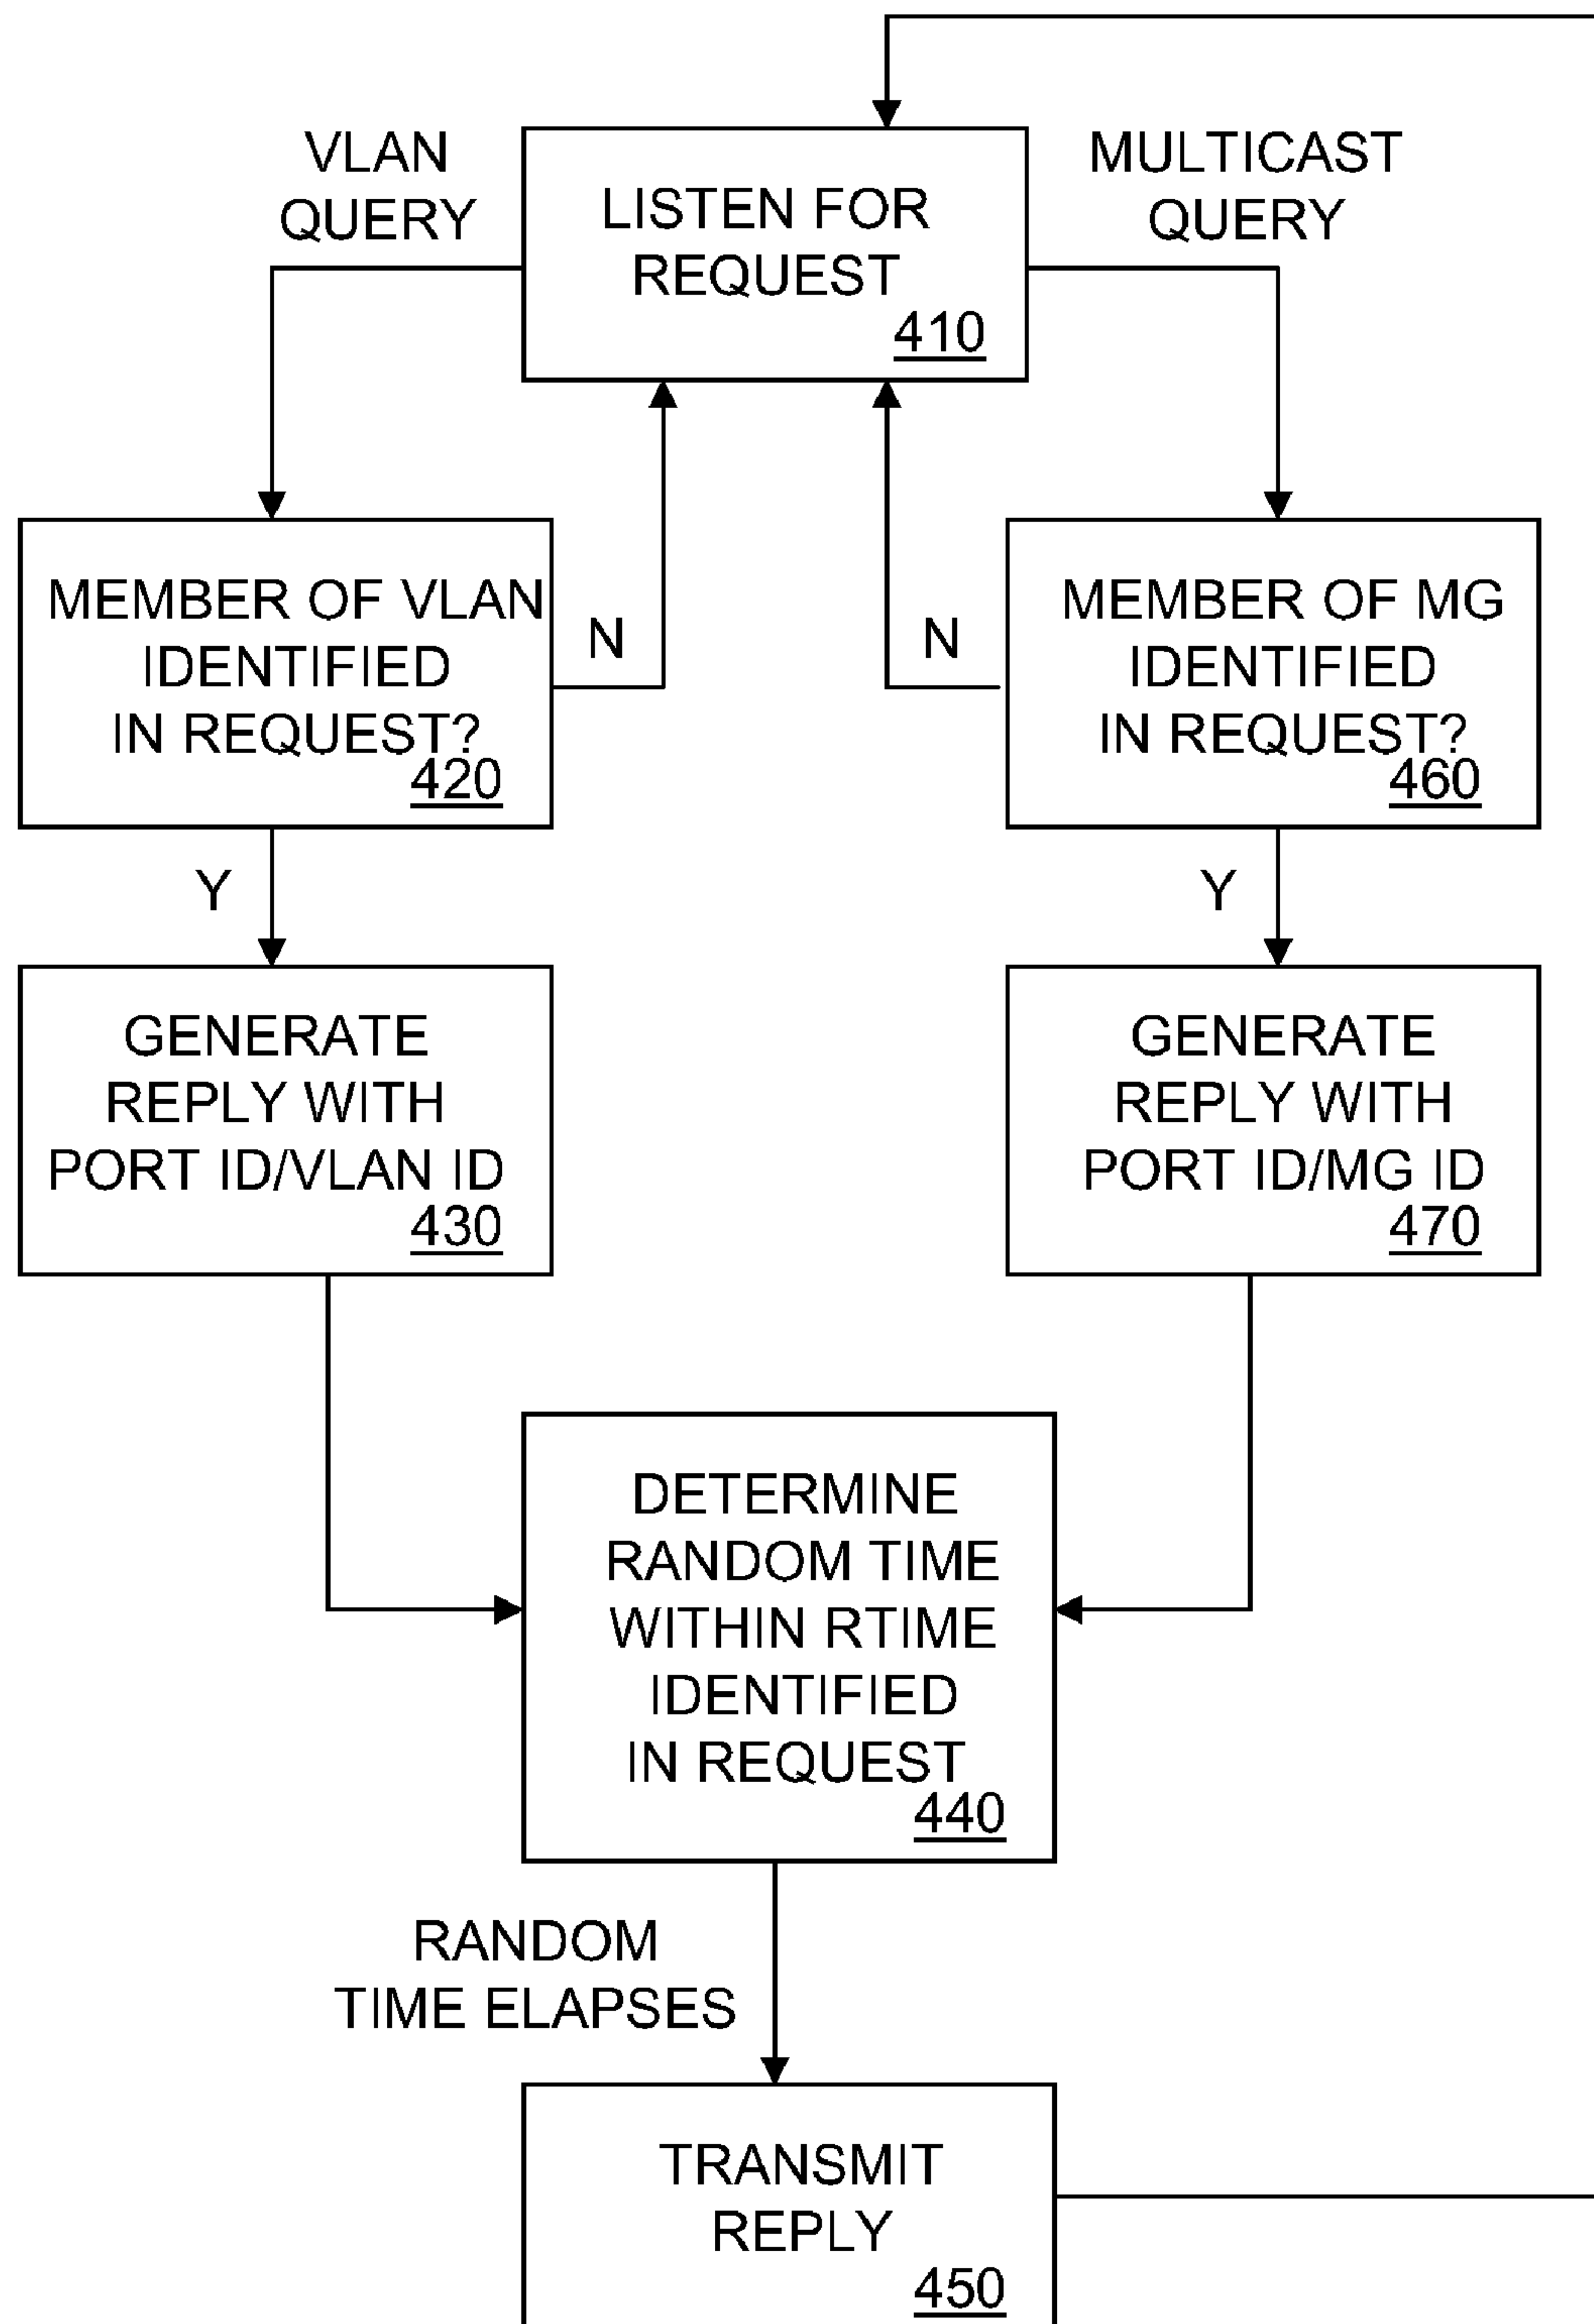 VLAN
QUERY
LISTEN FOR
REQUEST
410
MULTICAST
QUERY
MEMBER OF VLAN
IDENTIFIED
IN REQUEST?
420
N
N
MEMBER OF MG
IDENTIFIED
IN REQUEST?
460
Y
Y
GENERATE
REPLY WITH
PORT ID/VLAN ID
430
GENERATE
REPLY WITH
PORT ID/MG ID
470
DETERMINE
RANDOM TIME
WITHIN RTIME
IDENTIFIED
IN REQUEST
440
RANDOM
TIME ELAPSES
TRANSMIT
REPLY
450